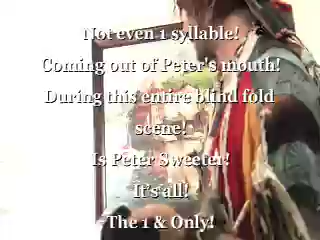 Not even 1 syllable!
Coming out of Peter's mouth!
During this entire blind fold
scene!
Is Peter Sweeter!
It's all!
The 1 & Only!